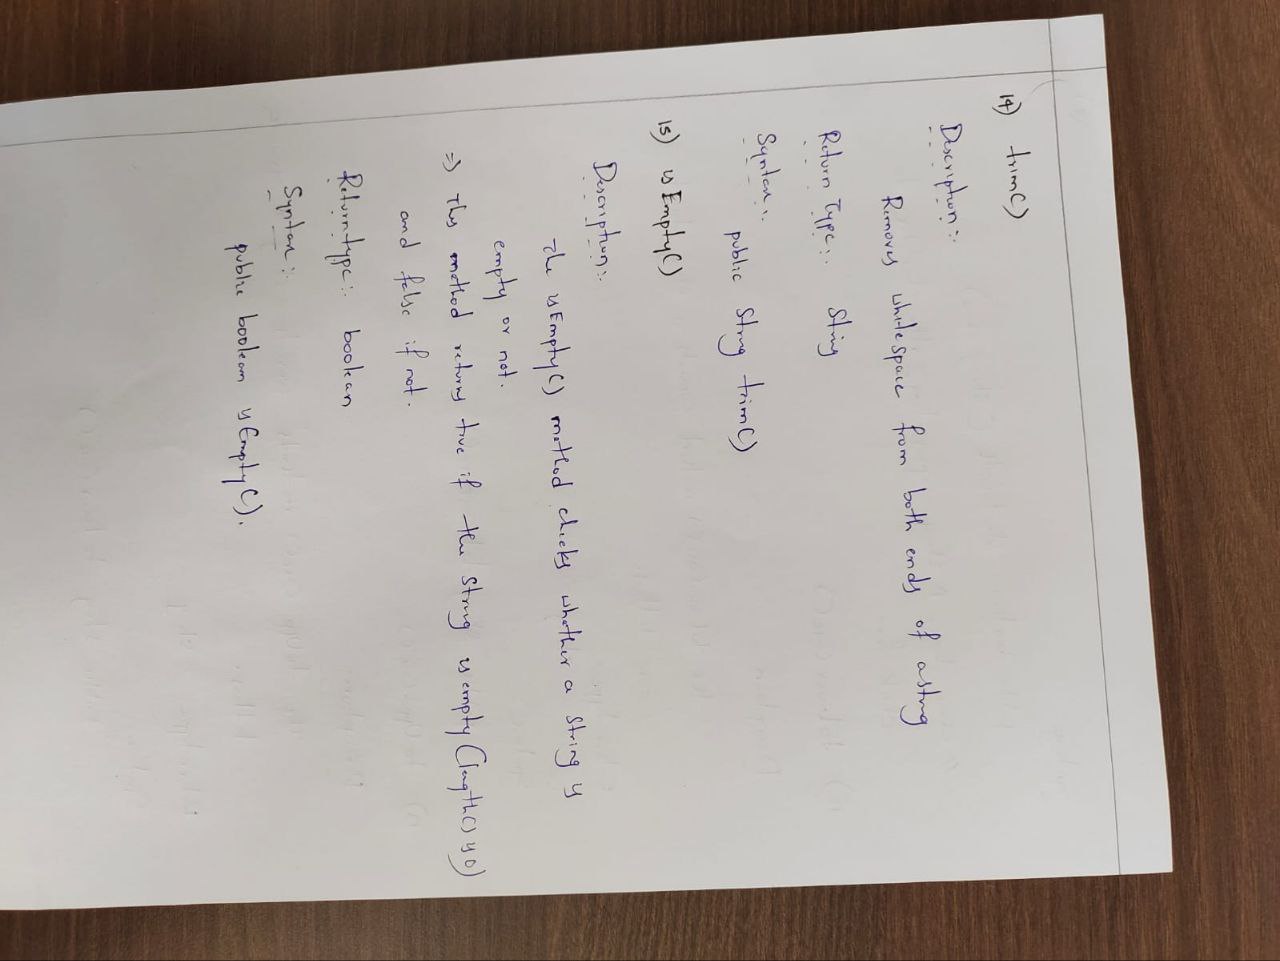 14) trim()
Description:-
Removes whitespace from both ends of astring
Return Type:- String
Syntax:-
public String trim()
15) isEmpty()
Description:-
The isEmpty() method checks whether a string is
empty or not.
=) This method returns true if the string is empty (length() is 0)
and false if not.
Return type:- boolean
Syntax:-
public boolean isEmpty().